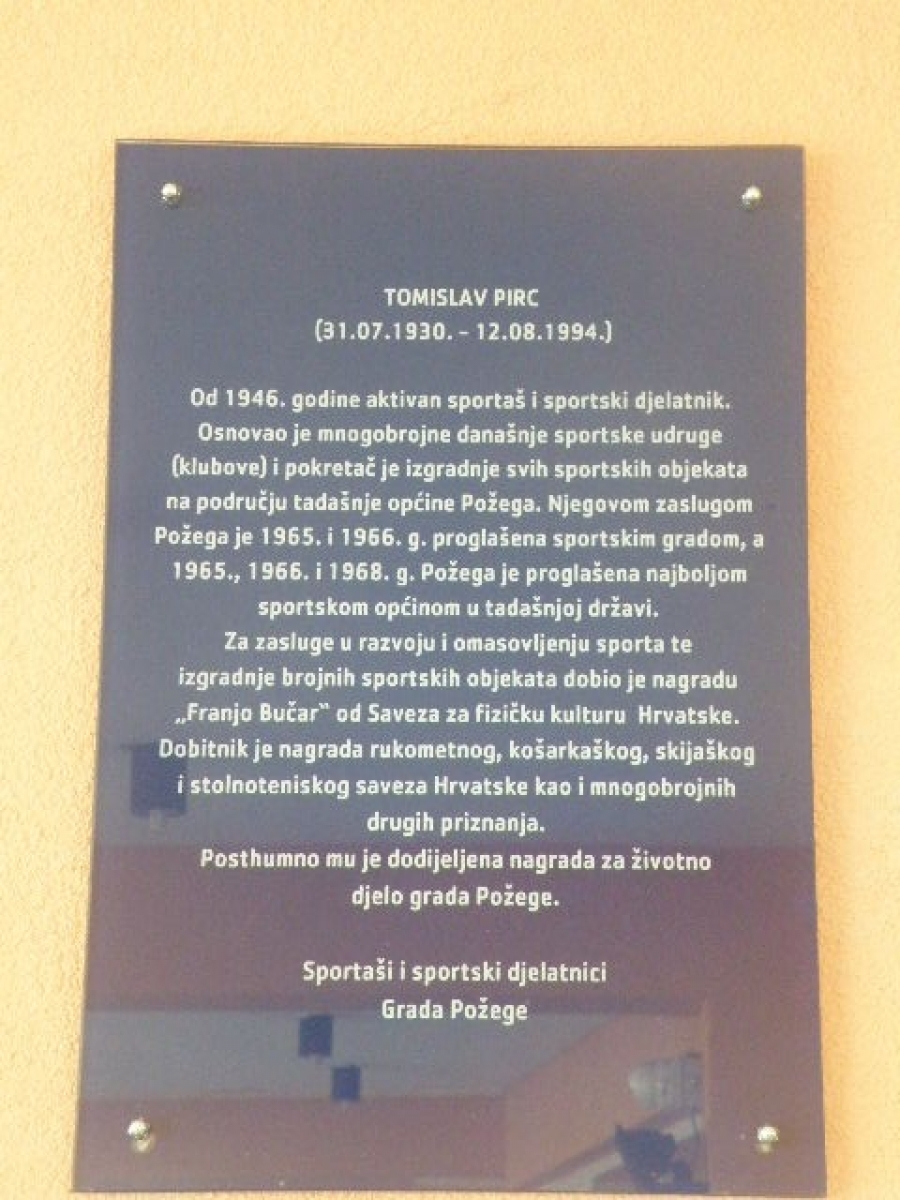 TOMISLAV PIRC
(31.07.1930. - 12.08.1994.)
Od 1946. godine aktivan sportaš i sportski djelatnik.
Osnovao je mnogobrojne današnje sportske udruge
(klubove) i pokretač je izgradnje svih sportskih objekata
na području tadašnje općine Požega. Njegovom zaslugom
Požega je 1965. i 1966. g. proglašena sportskim gradom, a
1965., 1966. i 1968. g. Požega je proglašena najboljom
sportskom općinom u tadašnjoj državi.
Za zasluge u razvoju i omasovljenju sporta te
izgradnje brojnih sportskih objekata dobio je nagradu
„Franjo Bučar“ od Saveza za fizičku kulturu Hrvatske.
Dobitnik je nagrada rukometnog, košarkaškog, skijaškog
i stolnoteniskog saveza Hrvatske kao i mnogobrojnih
drugih priznanja.
Posthumno mu je dodijeljena nagrada za životno
djelo grada Požege.
Sportaši i sportski djelatnici
Grada Požege